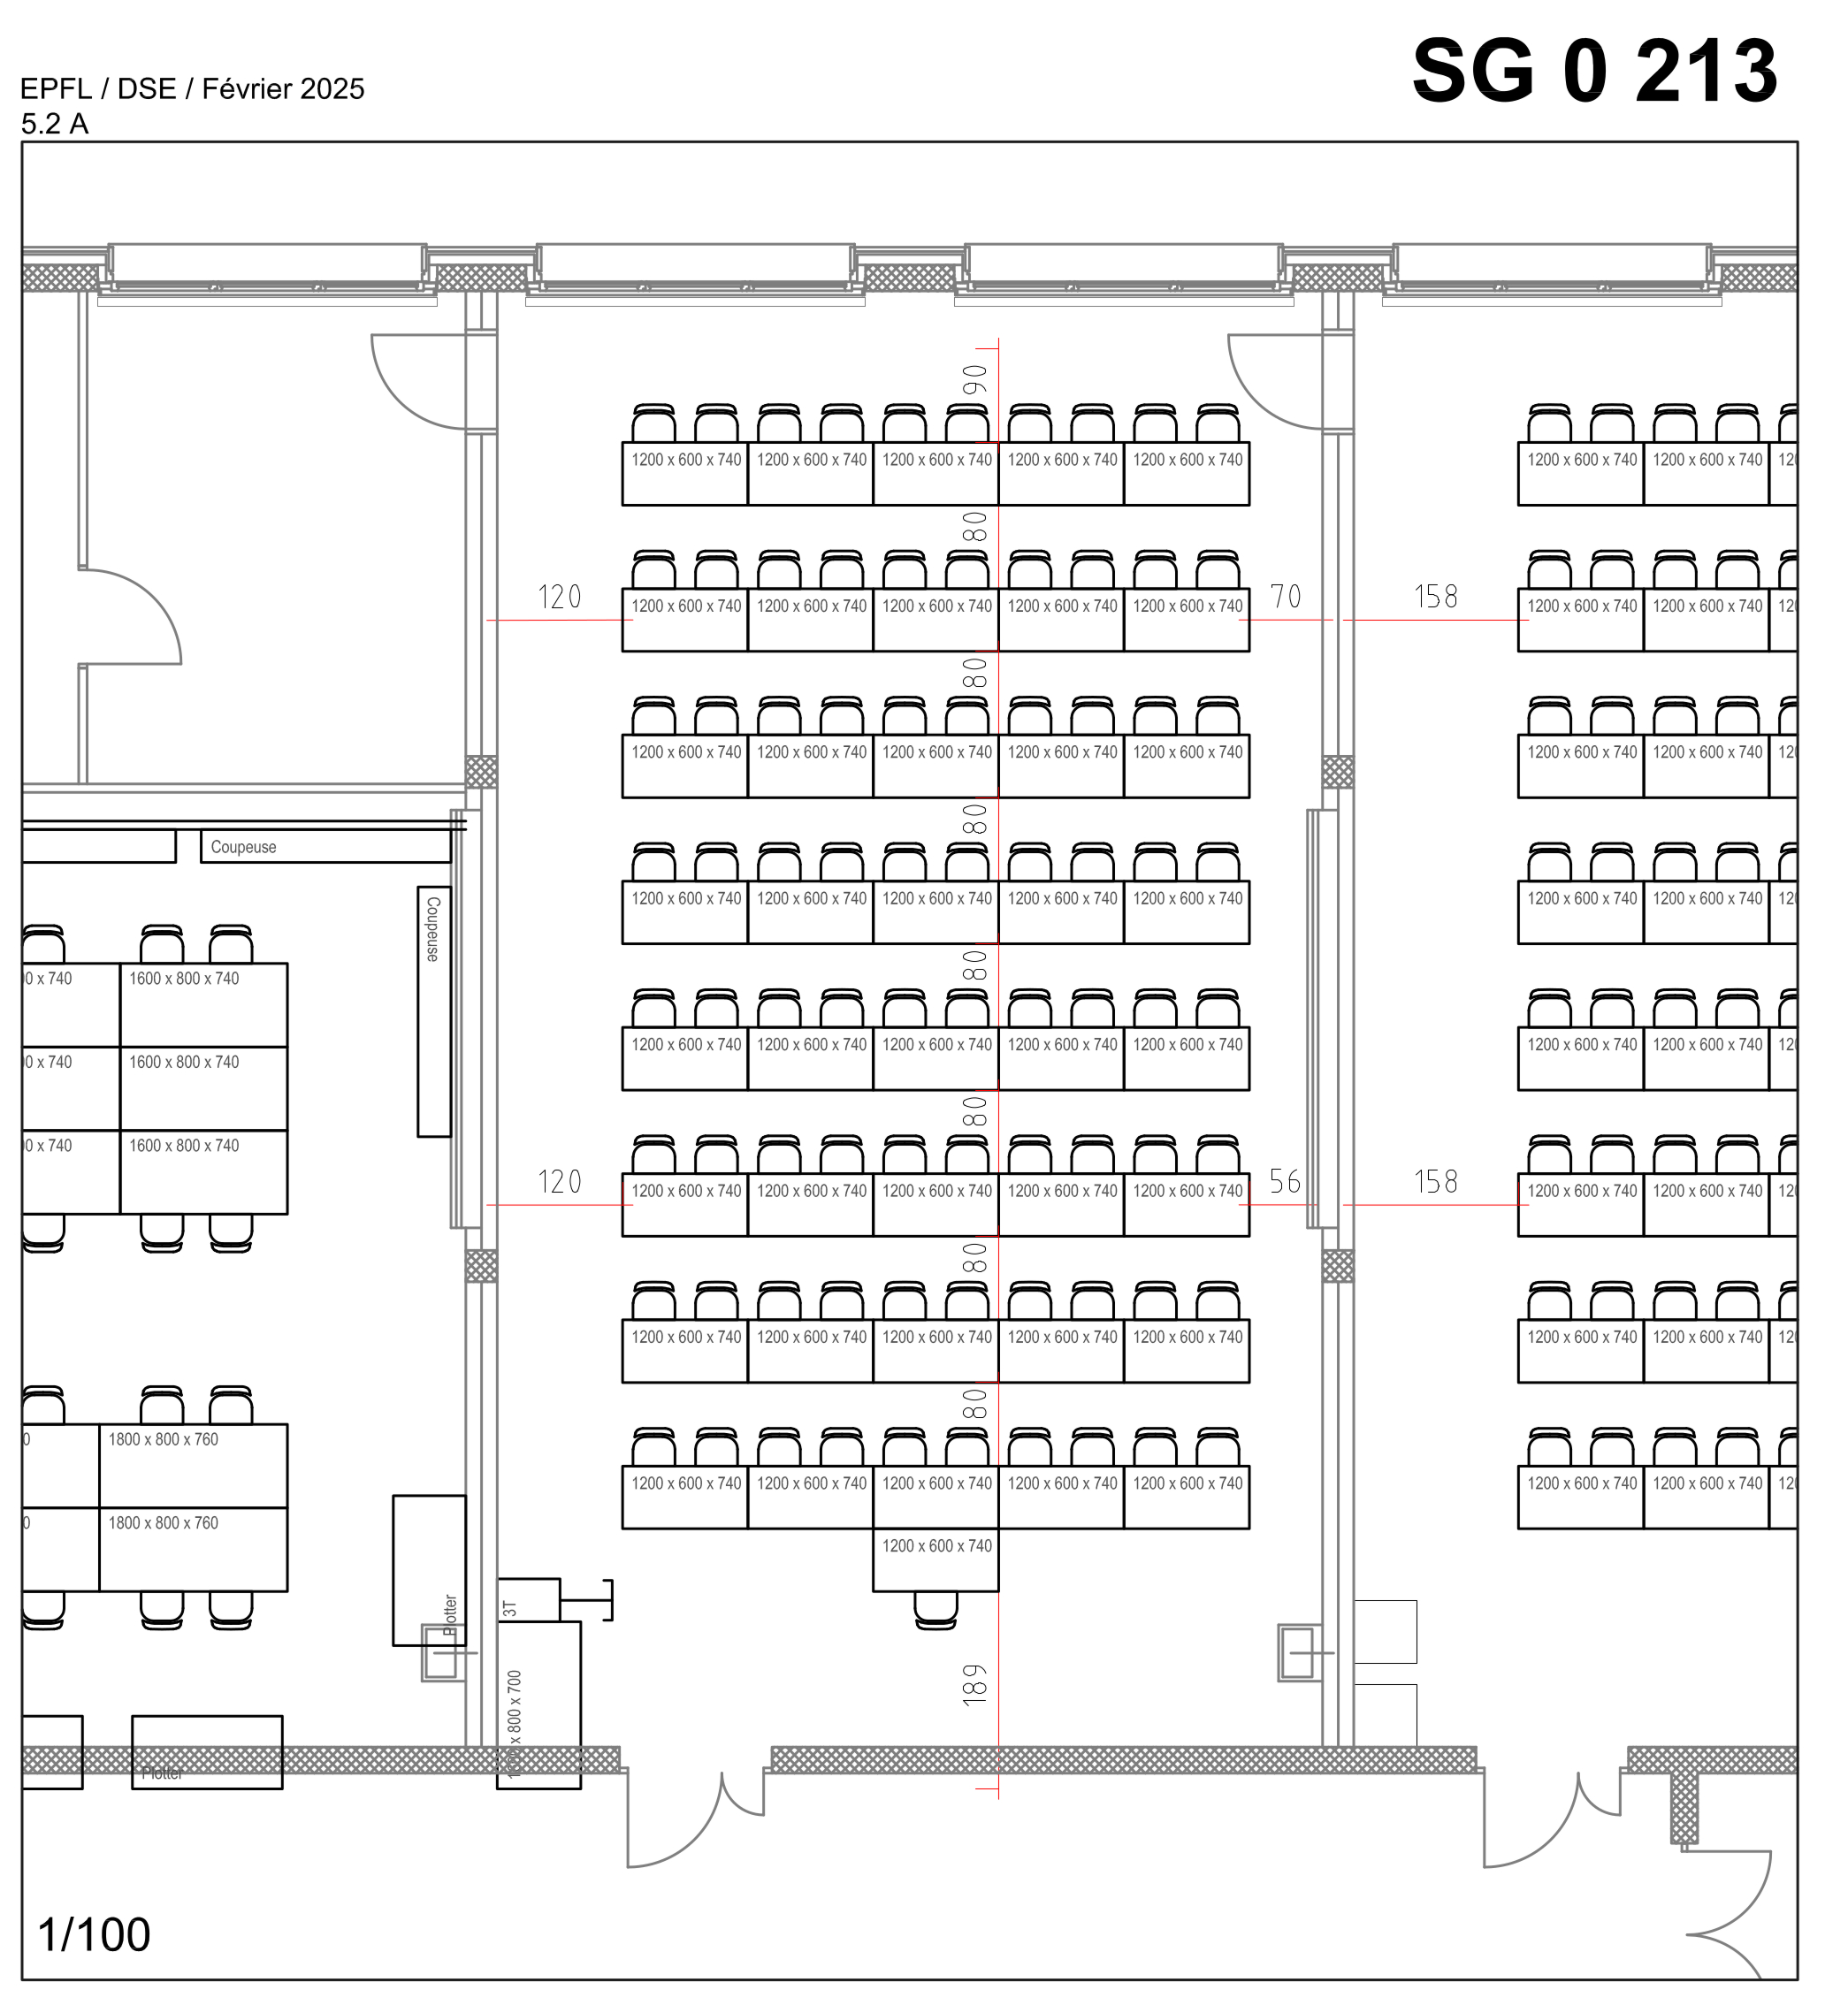 SG 0 213
EPFL / DSE / Février 2025
5.2 A
90
1200 x 600 x 740 1200 x 600 x 740 1200 x 600 x 740 1200 x 600 x 740 1200 x 600 x 740 1200 x 600 x 740 1200 x 600 x 740 120
80
120 70 158
1200 x 600 x 740 1200 x 600 x 740 1200 x 600 x 740 1200 x 600 x 740 1200 x 600 x 740 1200 x 600 x 740 1200 x 600 x 740 120
80
1200 x 600 x 740 1200 x 600 x 740 1200 x 600 x 740 1200 x 600 x 740 1200 x 600 x 740 1200 x 600 x 740 1200 x 600 x 740 120
80
Coupeuse
1200 x 600 x 740 1200 x 600 x 740 1200 x 600 x 740 1200 x 600 x 740 1200 x 600 x 740 1200 x 600 x 740 1200 x 600 x 740 120
Coupeuse
80
0 x 740 1600 x 800 x 740
1200 x 600 x 740 1200 x 600 x 740 1200 x 600 x 740 1200 x 600 x 740 1200 x 600 x 740 1200 x 600 x 740 1200 x 600 x 740 120
0 x 740 1600 x 800 x 740
80
0 x 740 1600 x 800 x 740
120 56 158
1200 x 600 x 740 1200 x 600 x 740 1200 x 600 x 740 1200 x 600 x 740 1200 x 600 x 740 1200 x 600 x 740 1200 x 600 x 740 120
80
1200 x 600 x 740 1200 x 600 x 740 1200 x 600 x 740 1200 x 600 x 740 1200 x 600 x 740 1200 x 600 x 740 1200 x 600 x 740 120
80
0 1800 x 800 x 760
1200 x 600 x 740 1200 x 600 x 740 1200 x 600 x 740 1200 x 600 x 740 1200 x 600 x 740 1200 x 600 x 740 1200 x 600 x 740 120
0 1800 x 800 x 760
1200 x 600 x 740
Plotter
3T
189
x 800 x 700
Plotter
1/100